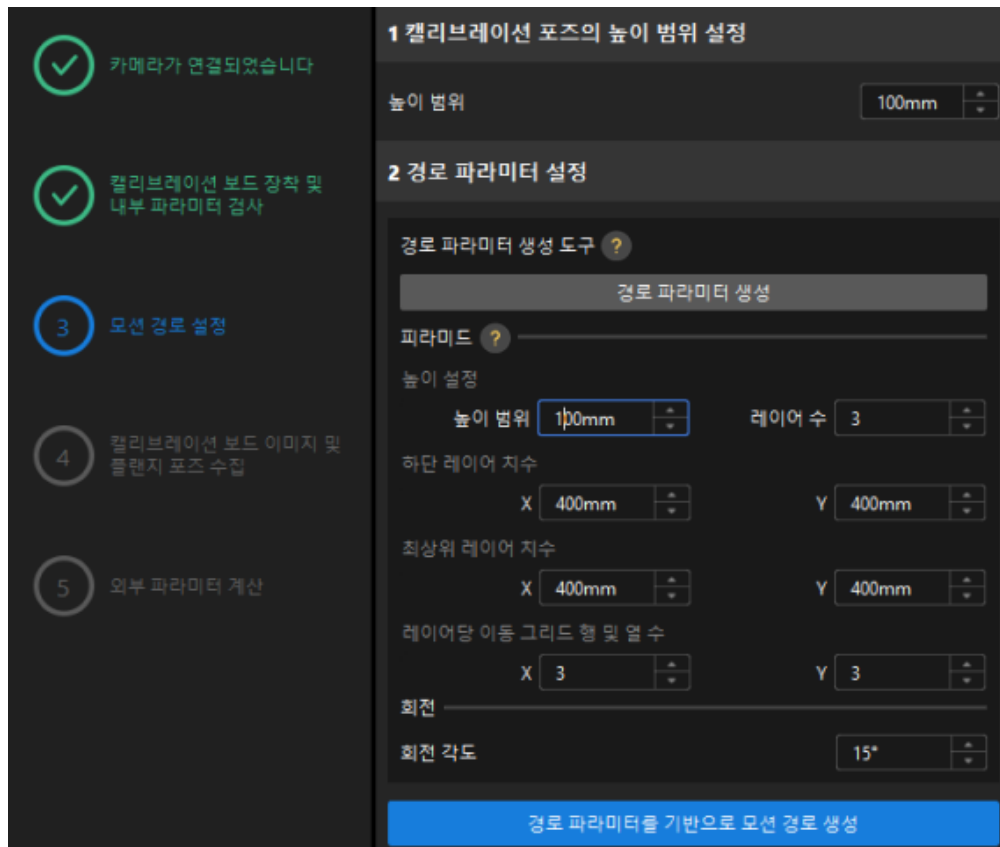 카메라가 연결되었습니다
캘리브레이션 보드 장착 및
내부 파라미터 검사
3
모션 경로 설정
4
캘리브레이션 보드 이미지 및
플랜지 포즈 수집
5
외부 파라미터 계산
1 캘리브레이션 포즈의 높이 범위 설정
높이 범위 100mm
2 경로 파라미터 설정
경로 파라미터 생성 도구 ?
경로 파라미터 생성
피라미드 ?
높이 설정
높이 범위 100mm 레이어 수 3
하단 레이어 치수
X 400mm Y 400mm
최상위 레이어 치수
X 400mm Y 400mm
레이어당 이동 그리드 행 및 열 수
X 3 Y 3
회전
회전 각도 15°
경로 파라미터를 기반으로 모션 경로 생성